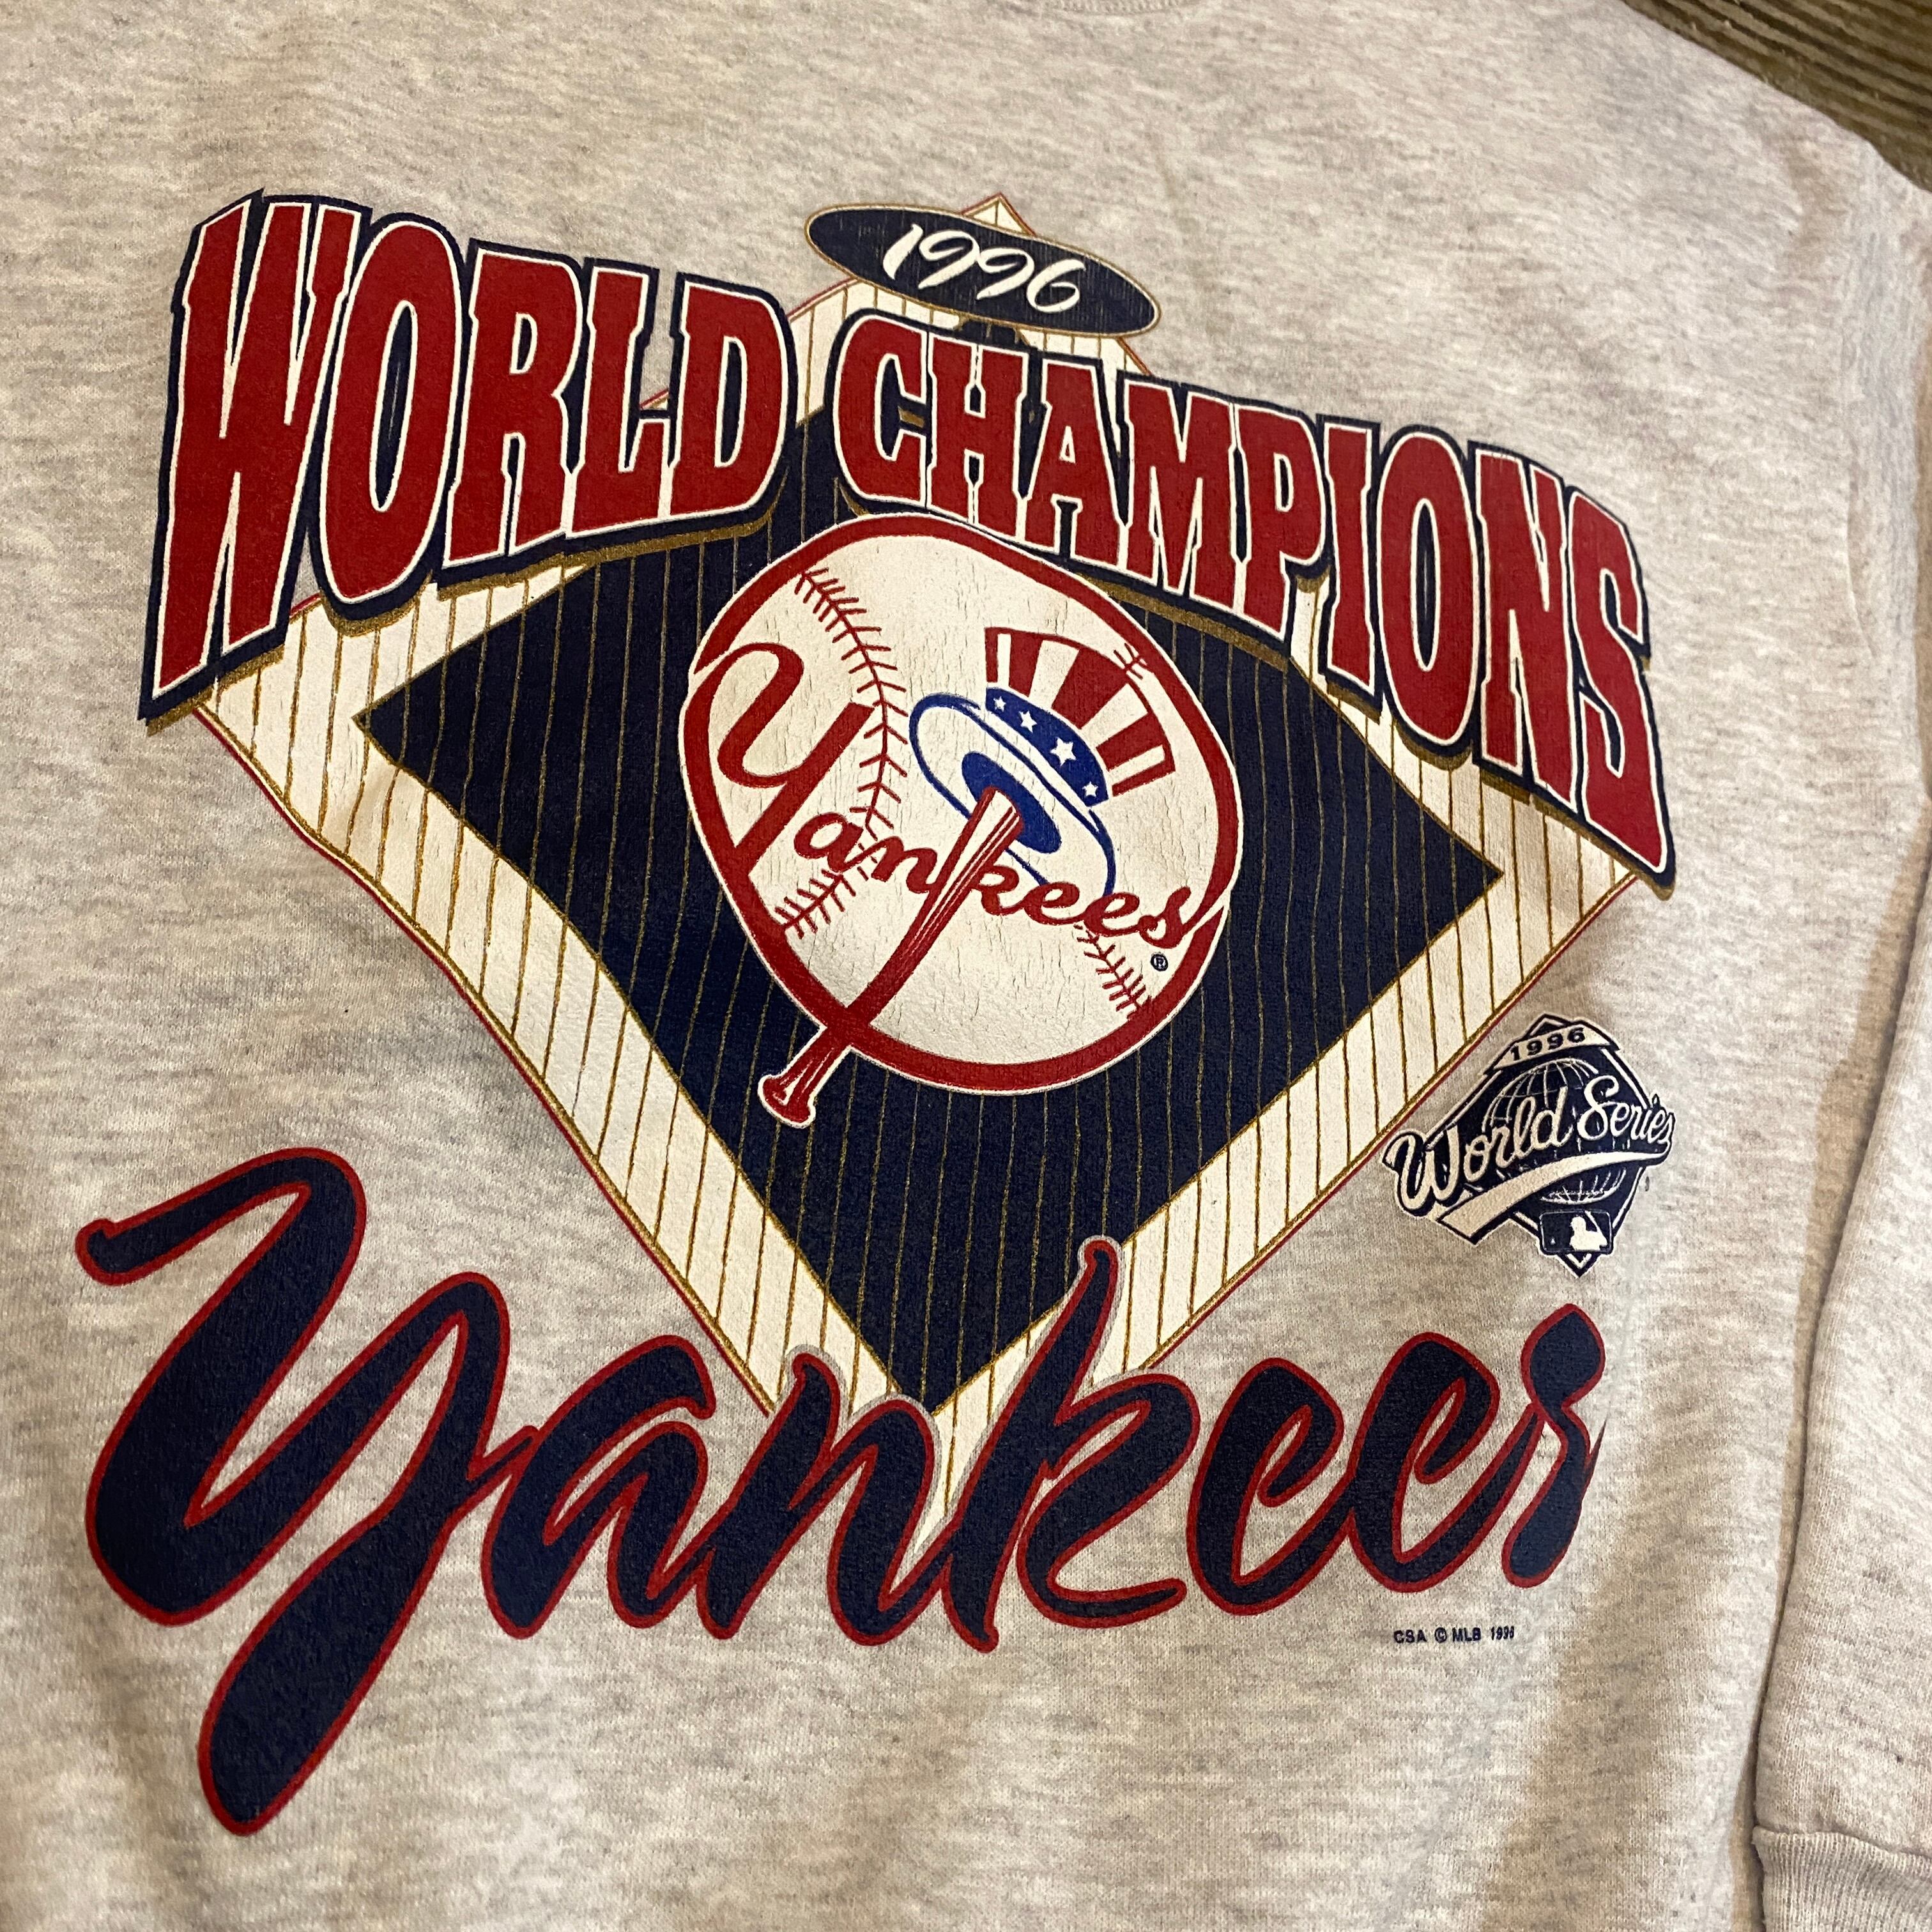 1996
WORLD CHAMPIONS
Yankees
®
1996
World Series
Yankees
CSA © MLB 1996